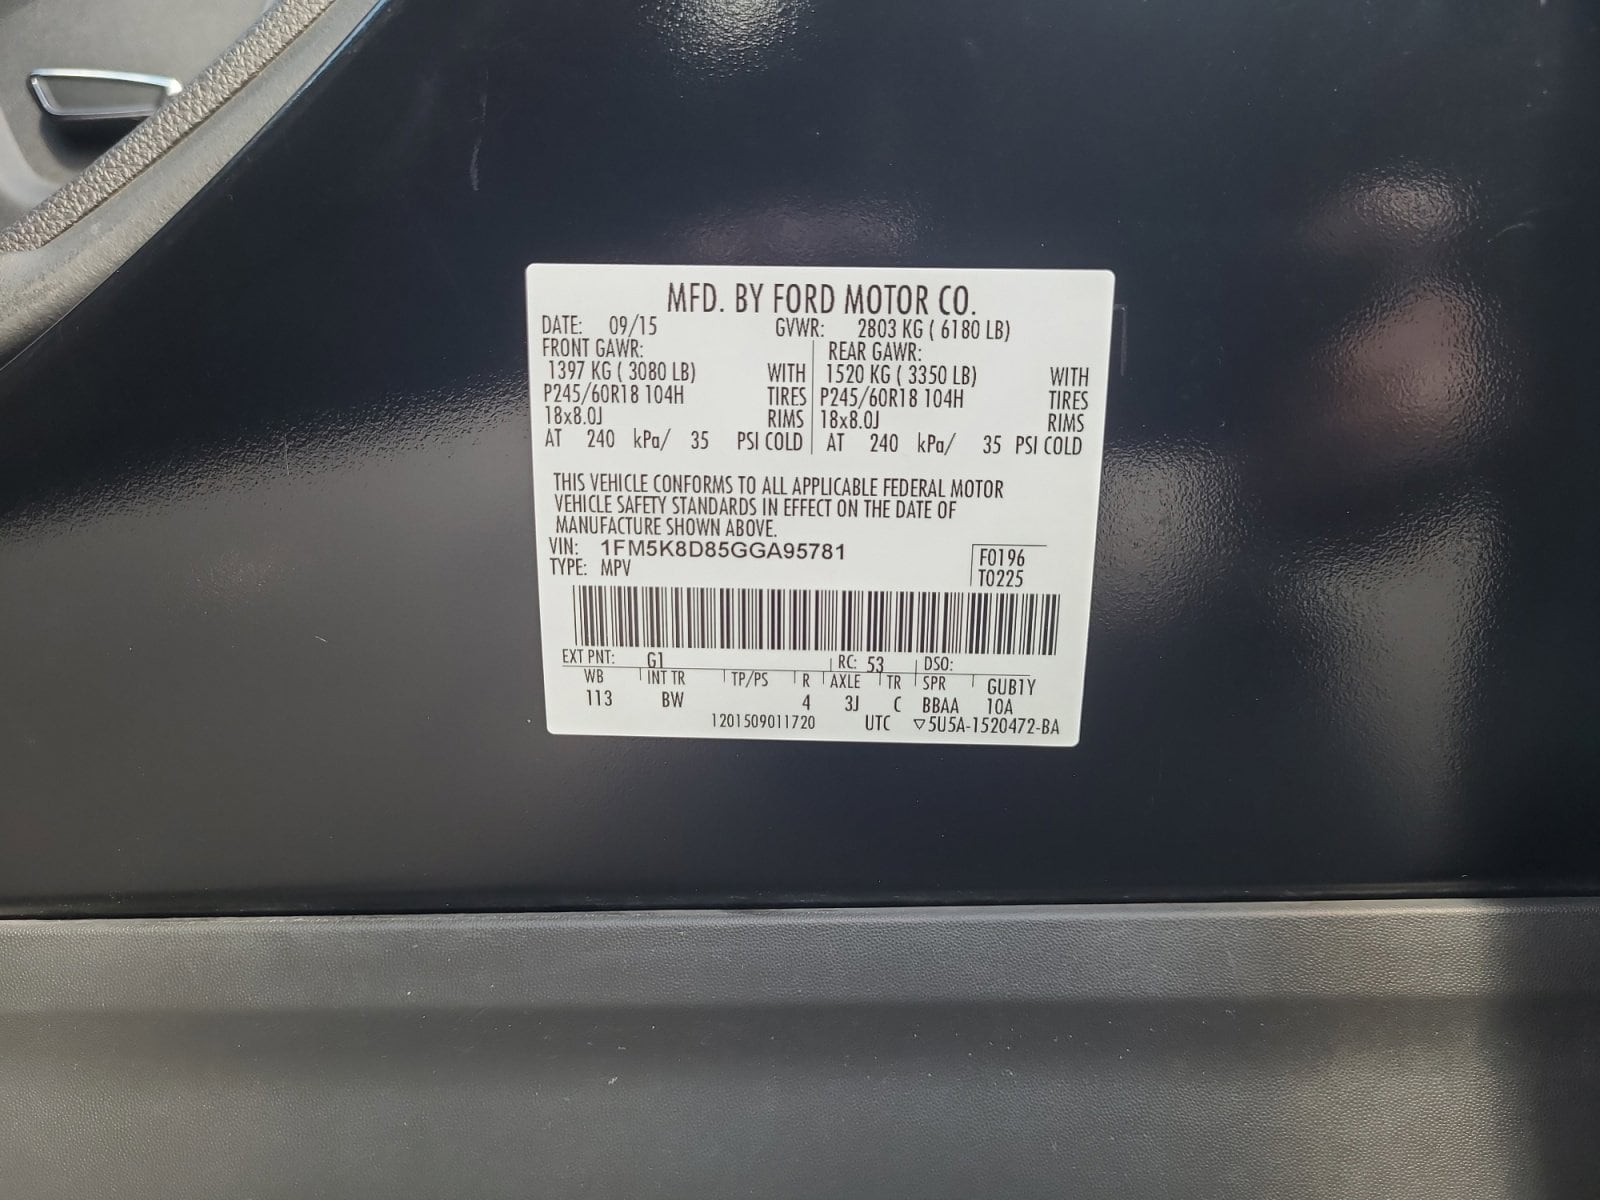 MFD. BY FORD MOTOR CO.
DATE: 09/15 GVWR: 2803 KG ( 6180 LB)
FRONT GAWR: REAR GAWR:
1397 KG ( 3080 LB) WITH 1520 KG ( 3350 LB) WITH
P245/60R18 104H TIRES P245/60R18 104H TIRES
18x8.0J RIMS 18x8.0J RIMS
AT 240 kPa/ 35 PSI COLD AT 240 kPa/ 35 PSI COLD
THIS VEHICLE CONFORMS TO ALL APPLICABLE FEDERAL MOTOR
VEHICLE SAFETY STANDARDS IN EFFECT ON THE DATE OF
MANUFACTURE SHOWN ABOVE.
VIN: 1FM5K8D85GGA95781 F0196
TYPE: MPV T0225
EXT PNT: G1 RC: 53 DSO:
WB INT TR TP/PS R AXLE TR SPR GUB1Y
113 BW 4 3J C BBAA 10A
1201509011720 UTC ▽5U5A-1520472-BA